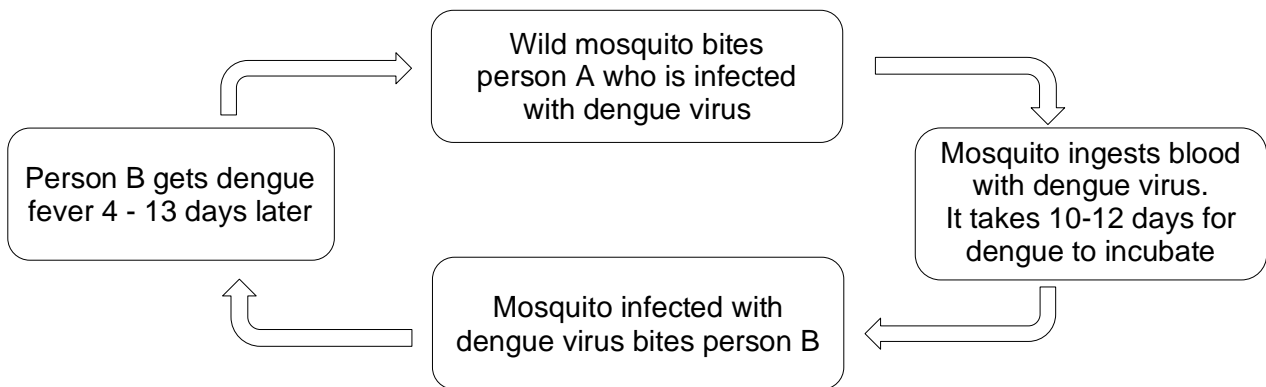 Wild mosquito bites
person A who is infected
with dengue virus
Mosquito ingests blood
with dengue virus.
It takes 10-12 days for
dengue to incubate
Mosquito infected with
dengue virus bites person B
Person B gets dengue
fever 4 - 13 days later